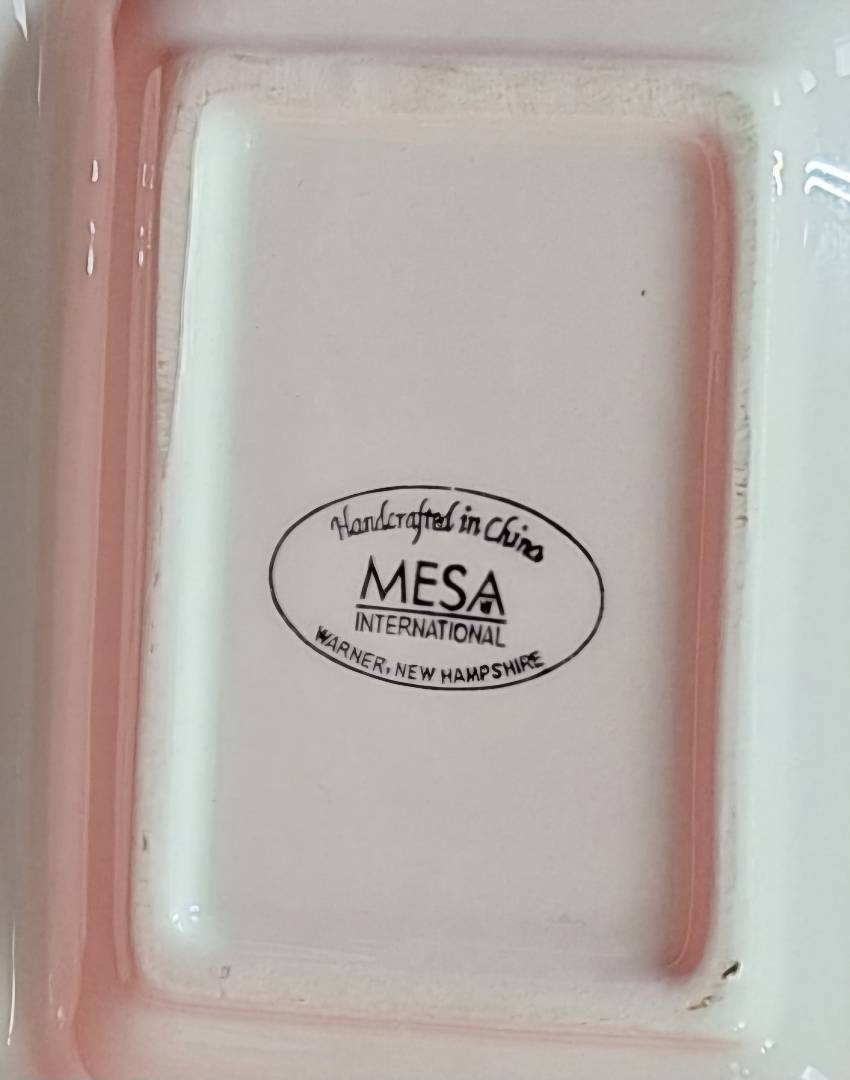 Handcrafted in China
MESA
INTERNATIONAL
WARNER, NEW HAMPSHIRE